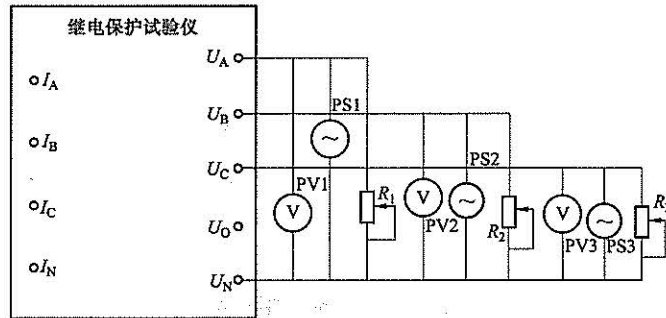 继电保护试验仪
U_A
I_A
U_B
PS1
I_B
U_C
PS2
PV1
R_1
I_C
U_O
PV2
R_2
PV3
PS3
I_N
U_N
V
V
V